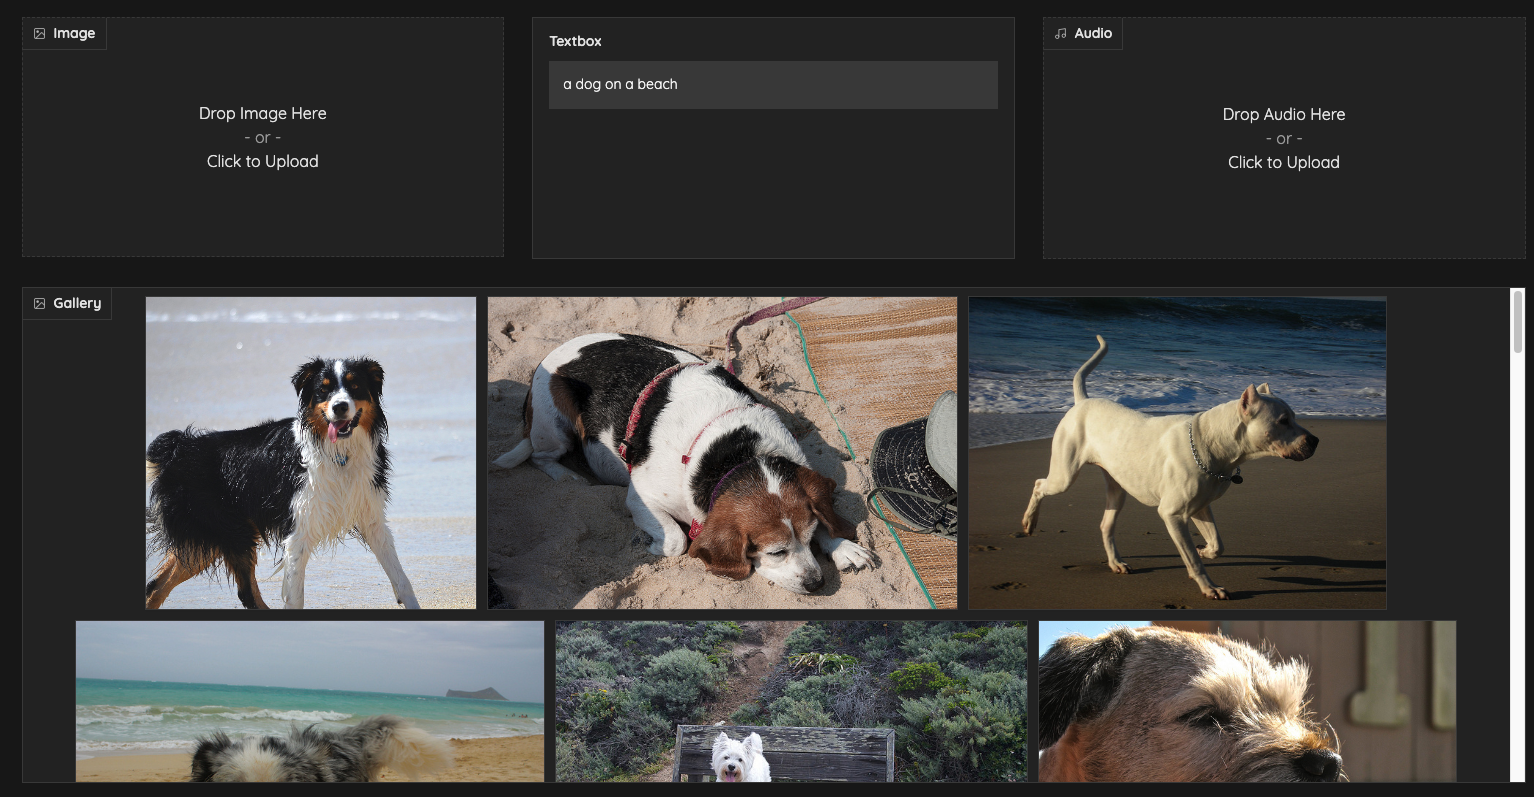 Image
Drop Image Here
- or -
Click to Upload
Textbox
a dog on a beach
Audio
Drop Audio Here
- or -
Click to Upload
Gallery